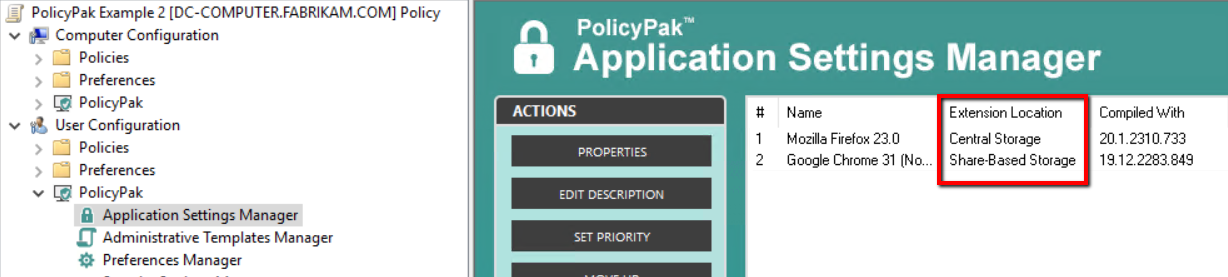 PolicyPak Example 2 [DC-COMPUTER.FABRIKAM.COM] Policy
Computer Configuration
Policies
Preferences
PolicyPak
User Configuration
Policies
Preferences
PolicyPak
Application Settings Manager
Administrative Templates Manager
Preferences Manager
PolicyPak™
Application Settings Manager
ACTIONS
PROPERTIES
EDIT DESCRIPTION
SET PRIORITY
MOVE UP
# Name Extension Location Compiled With
1 Mozilla Firefox 23.0 Central Storage 20.1.2310.733
2 Google Chrome 31 (No... Share-Based Storage 19.12.2283.849